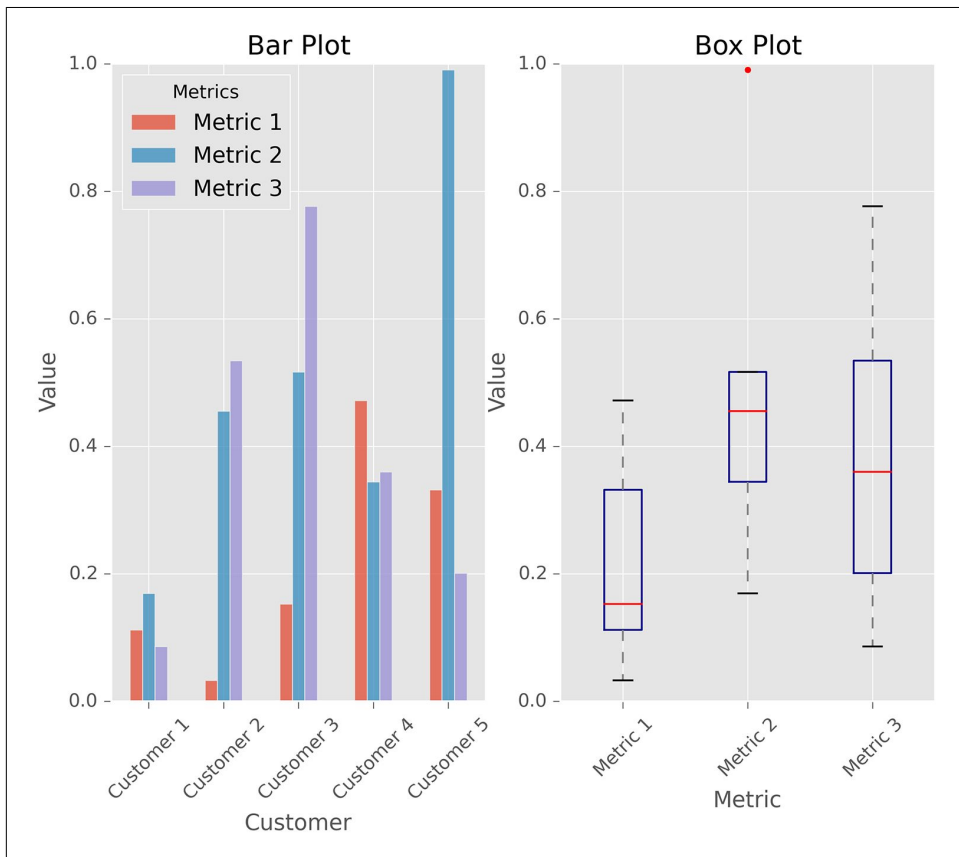 Bar Plot
1.0
0.8
0.6
0.4
0.2
0.0
Value
Metrics
Metric 1
Metric 2
Metric 3
Customer 1
Customer 2
Customer 3
Customer 4
Customer 5
Customer
Box Plot
1.0
0.8
0.6
0.4
0.2
0.0
Value
Metric 1
Metric 2
Metric 3
Metric